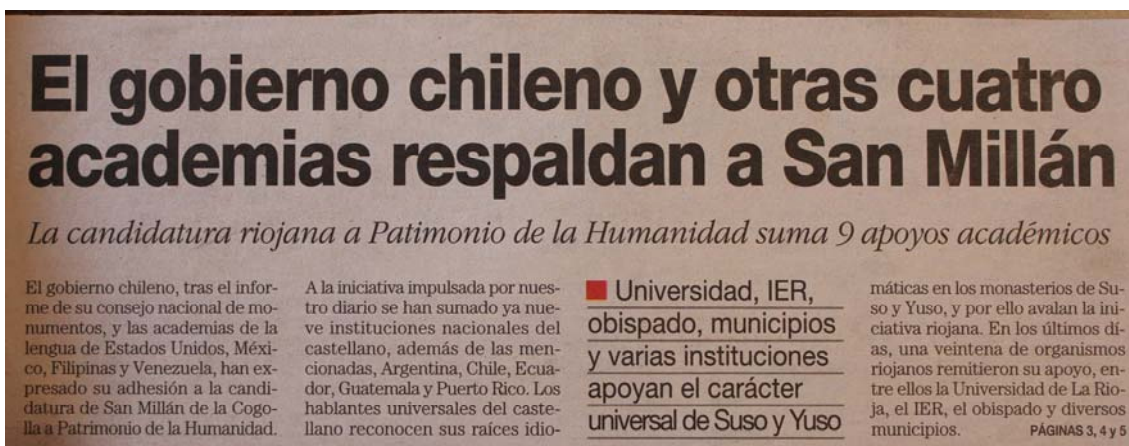 El gobierno chileno y otras cuatro
academias respaldan a San Millán
La candidatura riojana a Patimonio de la Humanidad suma 9 apoyos académicos
El gobierno chileno, tras el infor-
me de su consejo nacional de mo-
numentos, y las academias de la
lengua de Estados Unidos, Méxi-
co, Filipinas y Venezuela, han ex-
presado su adhesión a la candi-
datura de San Millán de la Cogo-
lla a Patrimonio de la Humanidad.
A la iniciativa impulsada por nues-
tro diario se han sumado ya nue-
ve instituciones nacionales del
castellano, además de las men-
cionadas, Argentina, Chile, Ecua-
dor, Guatemala y Puerto Rico. Los
hablantes universales del caste-
llano reconocen sus raíces idio-
Universidad, IER,
obispado, municipios
y varias instituciones
apoyan el carácter
universal de Suso y Yuso
máticas en los monasterios de Su-
so y Yuso, y por ello avalan la ini-
ciativa riojana. En los últimos dí-
as, una veintena de organismos
riojanos remitieron su apoyo, en-
tre ellos la Universidad de La Rio-
ja, el IER, el obispado y diversos
municipios. PÁGINAS 3, 4 y 5